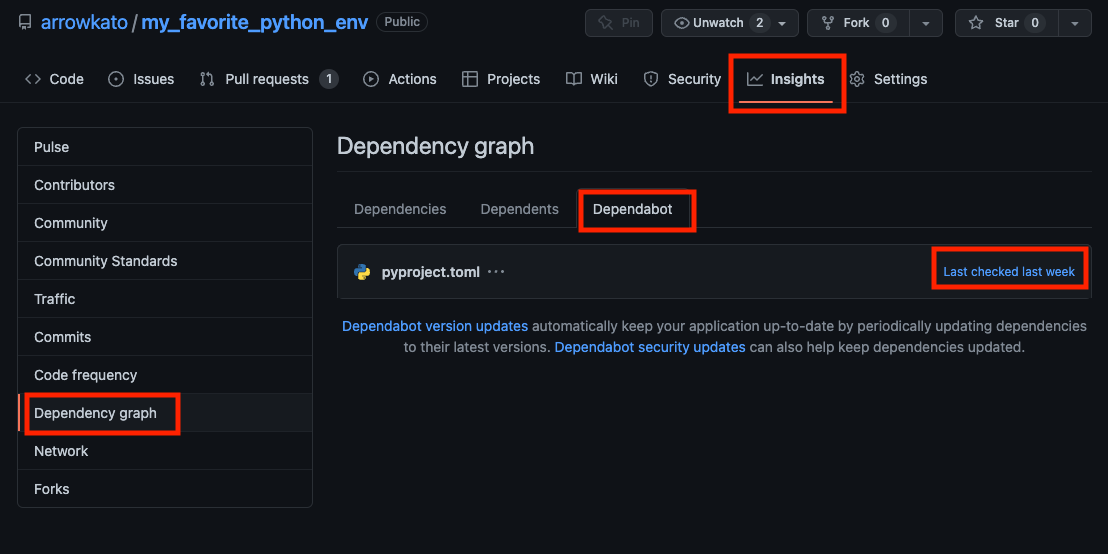 arrowkato / my_favorite_python_env Public Pin Unwatch 2 Fork 0 Star 0
Code Issues Pull requests 1 Actions Projects Wiki Security Insights Settings
Pulse
Contributors
Community
Community Standards
Traffic
Commits
Code frequency
Dependency graph
Network
Forks
Dependency graph
Dependencies Dependents Dependabot
pyproject.toml ··· Last checked last week
Dependabot version updates automatically keep your application up-to-date by periodically updating dependencies
to their latest versions. Dependabot security updates can also help keep dependencies updated.